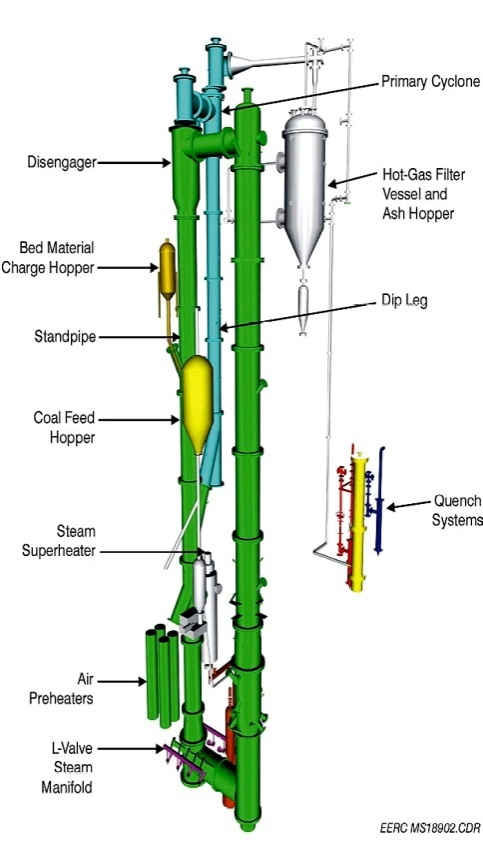 Primary Cyclone
Disengager
Hot-Gas Filter
Vessel and
Ash Hopper
Bed Material
Charge Hopper
Dip Leg
Standpipe
Coal Feed
Hopper
Quench
Systems
Steam
Superheater
Air
Preheaters
L-Valve
Steam
Manifold
EERC MS18902.CDR